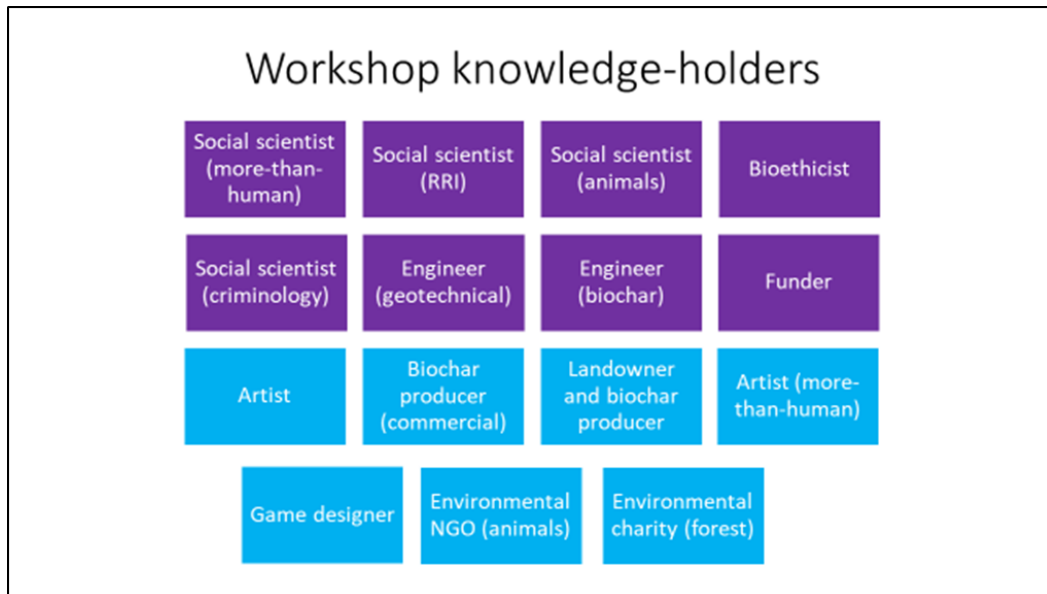 Workshop knowledge-holders
Social scientist
(more-than-
human)
Social scientist
(RRI)
Social scientist
(animals)
Bioethicist
Social scientist
(criminology)
Engineer
(geotechnical)
Engineer
(biochar)
Funder
Artist
Biochar
producer
(commercial)
Landowner
and biochar
producer
Artist (more-
than-human)
Game designer
Environmental
NGO (animals)
Environmental
charity (forest)